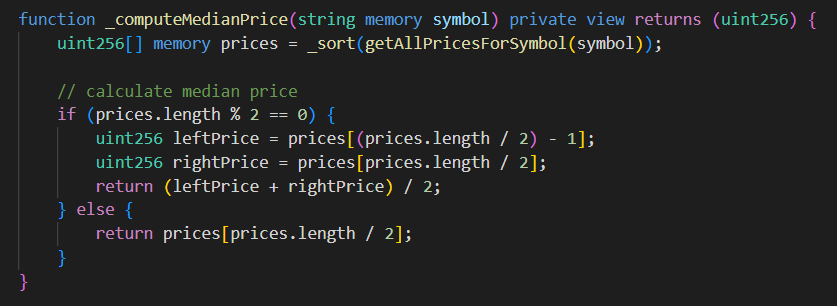 function _computeMedianPrice(string memory symbol) private view returns (uint256) {
    uint256[] memory prices = _sort(getAllPricesForSymbol(symbol));

    // calculate median price
    if (prices.length % 2 == 0) {
        uint256 leftPrice = prices[(prices.length / 2) - 1];
        uint256 rightPrice = prices[prices.length / 2];
        return (leftPrice + rightPrice) / 2;
    } else {
        return prices[prices.length / 2];
    }
}